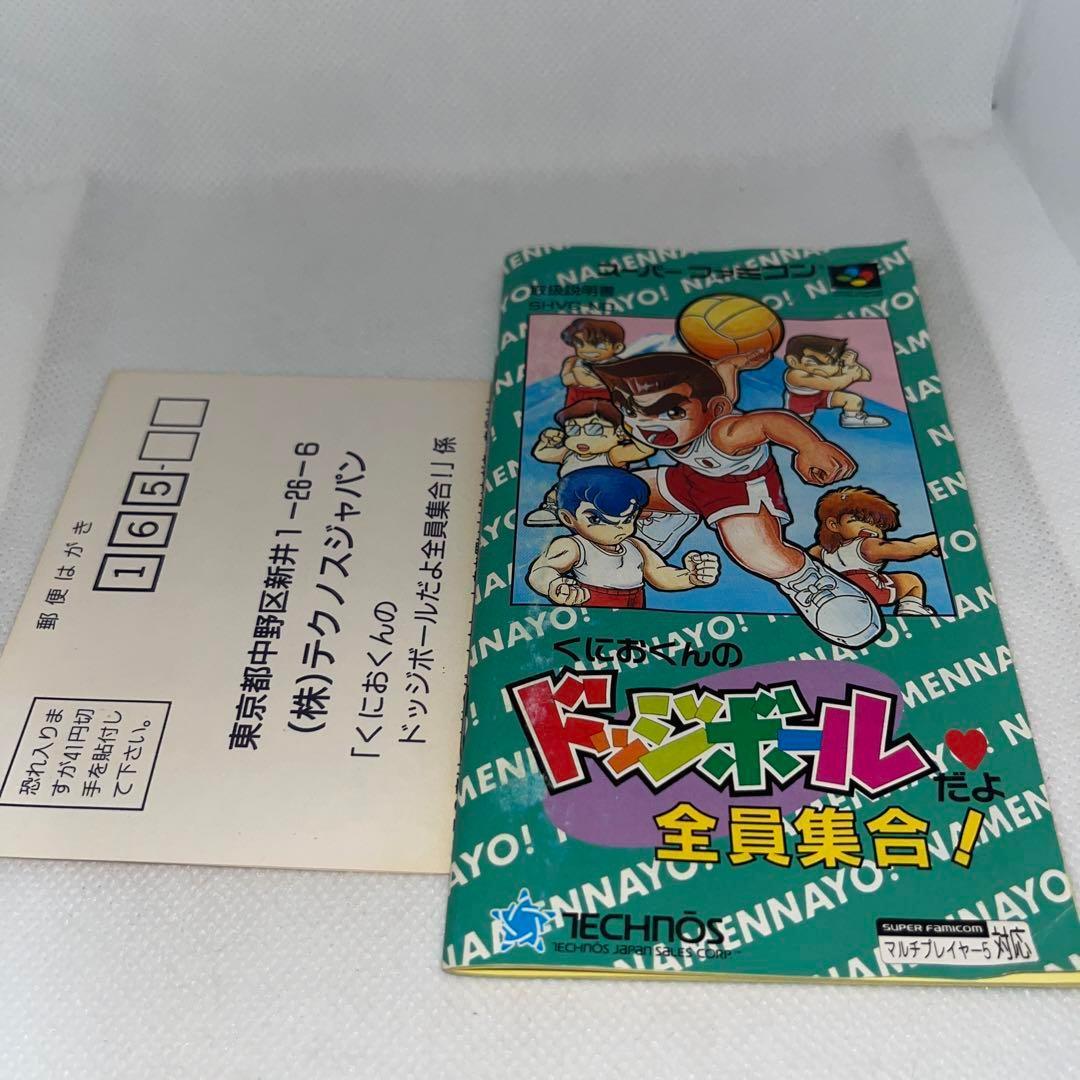 郵便はがき
165-
東京都中野区新井1-26-6
(株)テクノスジャパン
「くにおくんの
ドッジボールだよ全員集合!」係
恐れ入りま
すが41円切
手を貼付し
て下さい。
スーパーファミコン
取扱説明書
SHVC-ND
くにおくんの
ドッジボール
だよ
全員集合!
NAMENNAYO!
TECHNŌS
TECHNŌS JAPAN SALES CORP.™
SUPER FAMICOM
マルチプレイヤー5対応